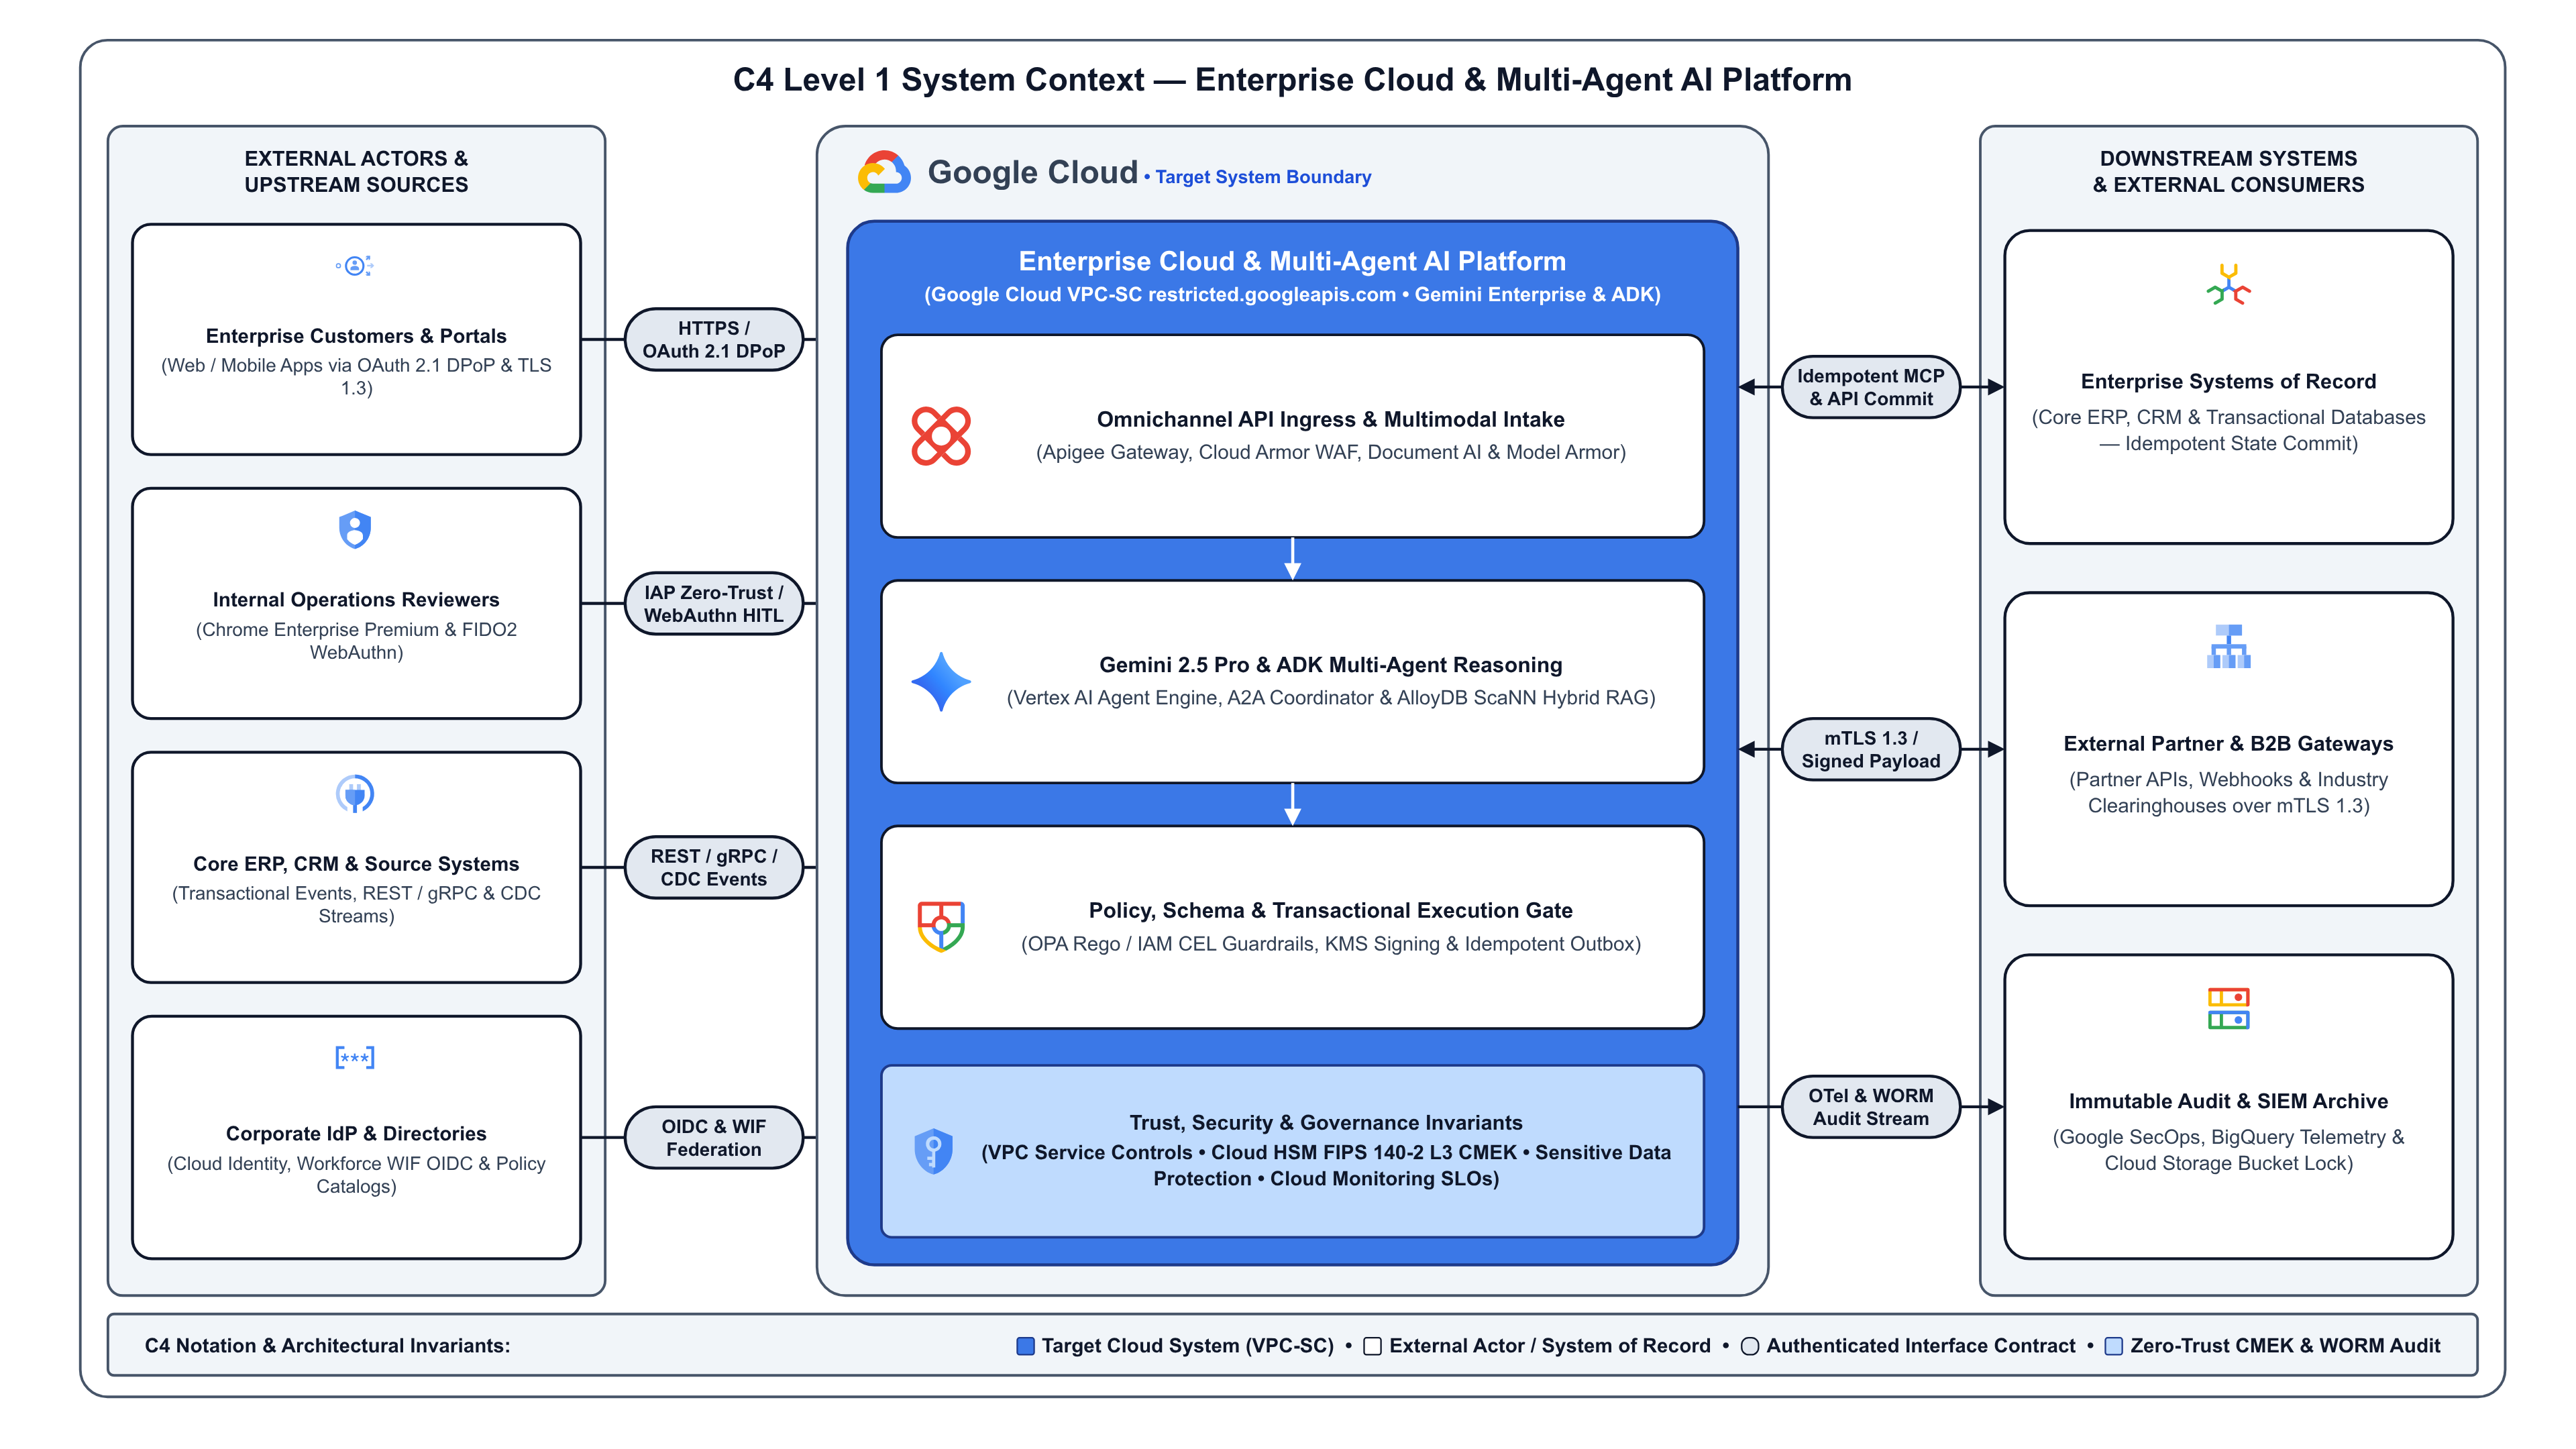 C4 Level 1 System Context — Enterprise Cloud & Multi-Agent AI Platform
EXTERNAL ACTORS &
UPSTREAM SOURCES
Enterprise Customers & Portals
(Web / Mobile Apps via OAuth 2.1 DPoP & TLS
1.3)
Internal Operations Reviewers
(Chrome Enterprise Premium & FIDO2
WebAuthn)
Core ERP, CRM & Source Systems
(Transactional Events, REST / gRPC & CDC
Streams)
[***]
Corporate IdP & Directories
(Cloud Identity, Workforce WIF OIDC & Policy
Catalogs)
HTTPS /
OAuth 2.1 DPoP
IAP Zero-Trust /
WebAuthn HITL
REST / gRPC /
CDC Events
OIDC & WIF
Federation
Google Cloud • Target System Boundary
Enterprise Cloud & Multi-Agent AI Platform
(Google Cloud VPC-SC restricted.googleapis.com • Gemini Enterprise & ADK)
Omnichannel API Ingress & Multimodal Intake
(Apigee Gateway, Cloud Armor WAF, Document AI & Model Armor)
Gemini 2.5 Pro & ADK Multi-Agent Reasoning
(Vertex AI Agent Engine, A2A Coordinator & AlloyDB ScaNN Hybrid RAG)
Policy, Schema & Transactional Execution Gate
(OPA Rego / IAM CEL Guardrails, KMS Signing & Idempotent Outbox)
Trust, Security & Governance Invariants
(VPC Service Controls • Cloud HSM FIPS 140-2 L3 CMEK • Sensitive Data
Protection • Cloud Monitoring SLOs)
Idempotent MCP
& API Commit
mTLS 1.3 /
Signed Payload
OTel & WORM
Audit Stream
DOWNSTREAM SYSTEMS
& EXTERNAL CONSUMERS
Enterprise Systems of Record
(Core ERP, CRM & Transactional Databases
— Idempotent State Commit)
External Partner & B2B Gateways
(Partner APIs, Webhooks & Industry
Clearinghouses over mTLS 1.3)
Immutable Audit & SIEM Archive
(Google SecOps, BigQuery Telemetry &
Cloud Storage Bucket Lock)
C4 Notation & Architectural Invariants:
Target Cloud System (VPC-SC) • External Actor / System of Record • Authenticated Interface Contract • Zero-Trust CMEK & WORM Audit